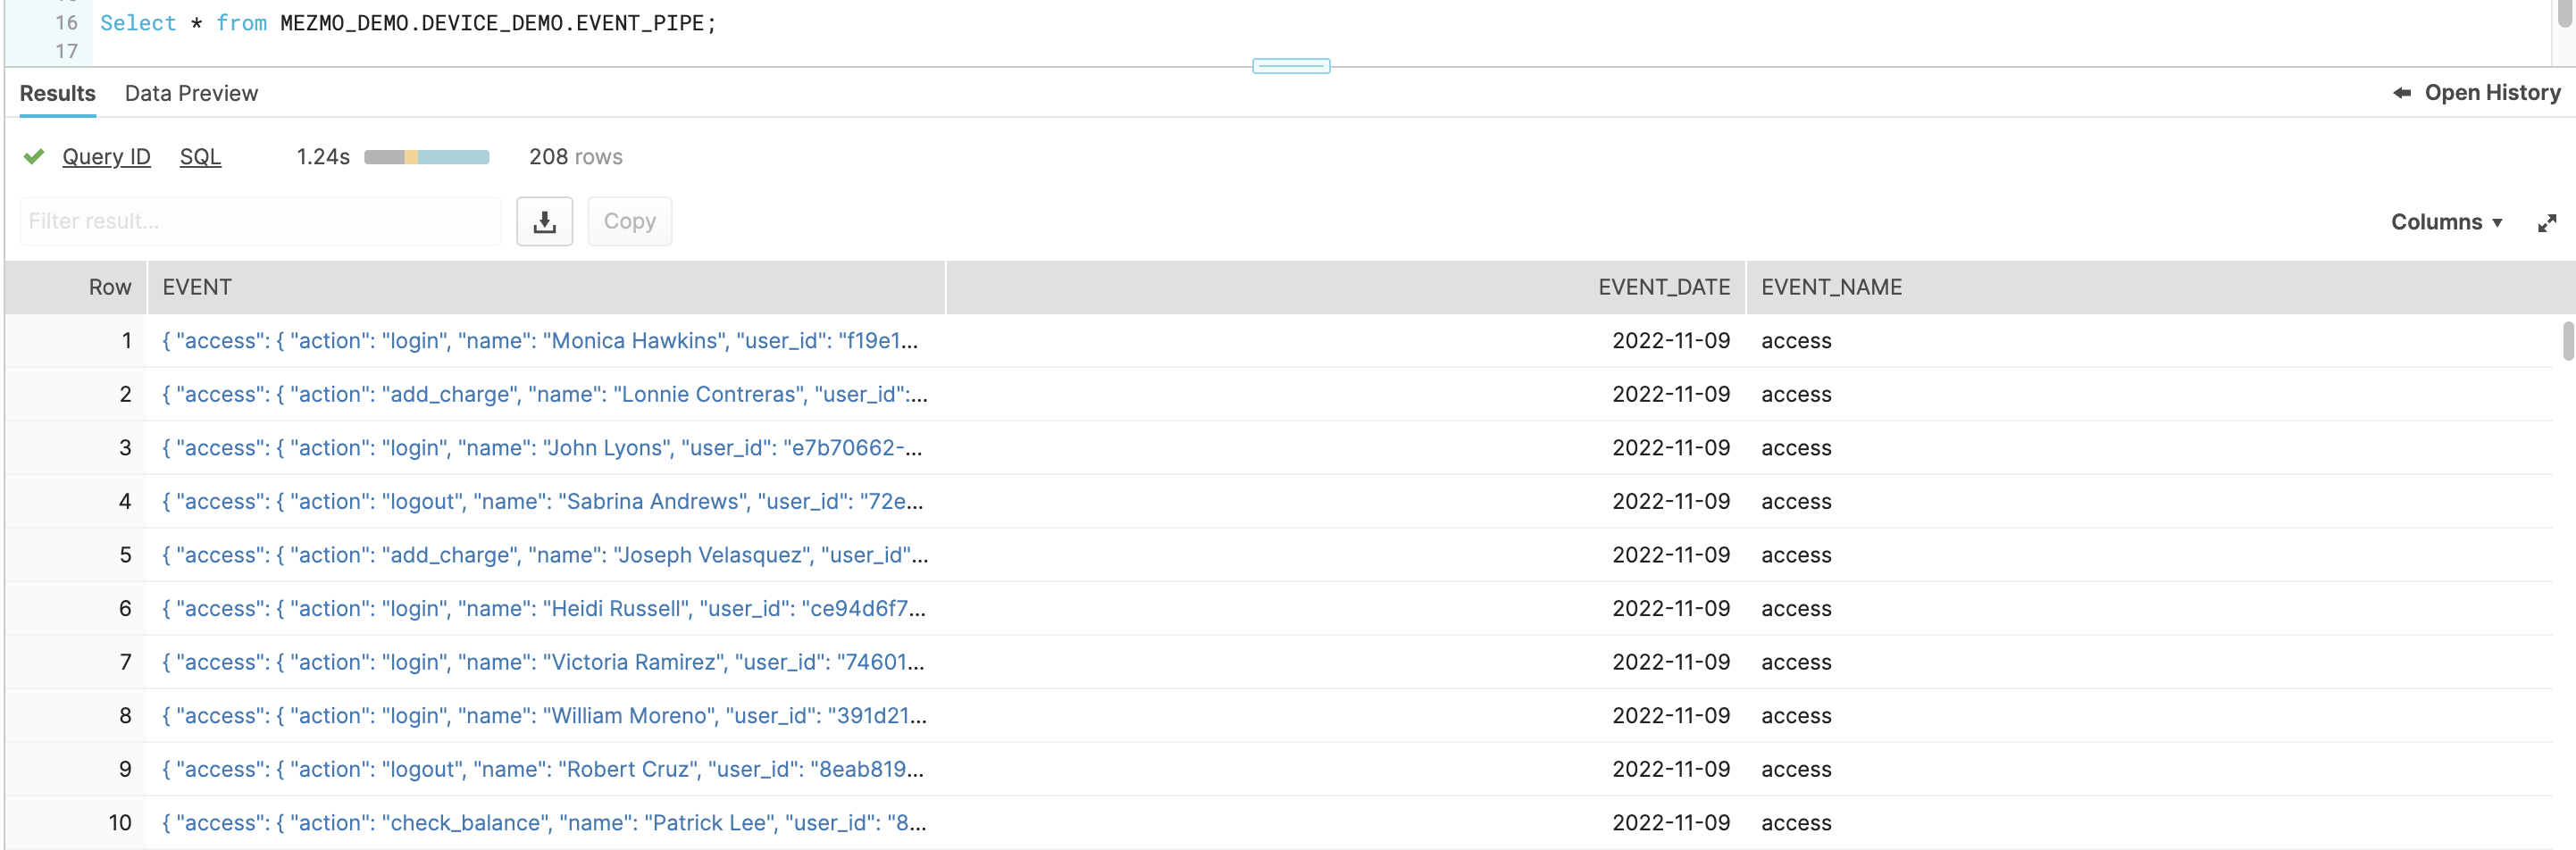 16 Select * from MEZMO_DEMO.DEVICE_DEMO.EVENT_PIPE;
17
Results Data Preview Open History
Query ID SQL 1.24s 208 rows
Filter result... Copy Columns
Row EVENT EVENT_DATE EVENT_NAME
1 { "access": { "action": "login", "name": "Monica Hawkins", "user_id": "f19e1... 2022-11-09 access
2 { "access": { "action": "add_charge", "name": "Lonnie Contreras", "user_id":... 2022-11-09 access
3 { "access": { "action": "login", "name": "John Lyons", "user_id": "e7b70662-... 2022-11-09 access
4 { "access": { "action": "logout", "name": "Sabrina Andrews", "user_id": "72e... 2022-11-09 access
5 { "access": { "action": "add_charge", "name": "Joseph Velasquez", "user_id"... 2022-11-09 access
6 { "access": { "action": "login", "name": "Heidi Russell", "user_id": "ce94d6f7... 2022-11-09 access
7 { "access": { "action": "login", "name": "Victoria Ramirez", "user_id": "74601... 2022-11-09 access
8 { "access": { "action": "login", "name": "William Moreno", "user_id": "391d21... 2022-11-09 access
9 { "access": { "action": "logout", "name": "Robert Cruz", "user_id": "8eab819... 2022-11-09 access
10 { "access": { "action": "check_balance", "name": "Patrick Lee", "user_id": "8... 2022-11-09 access